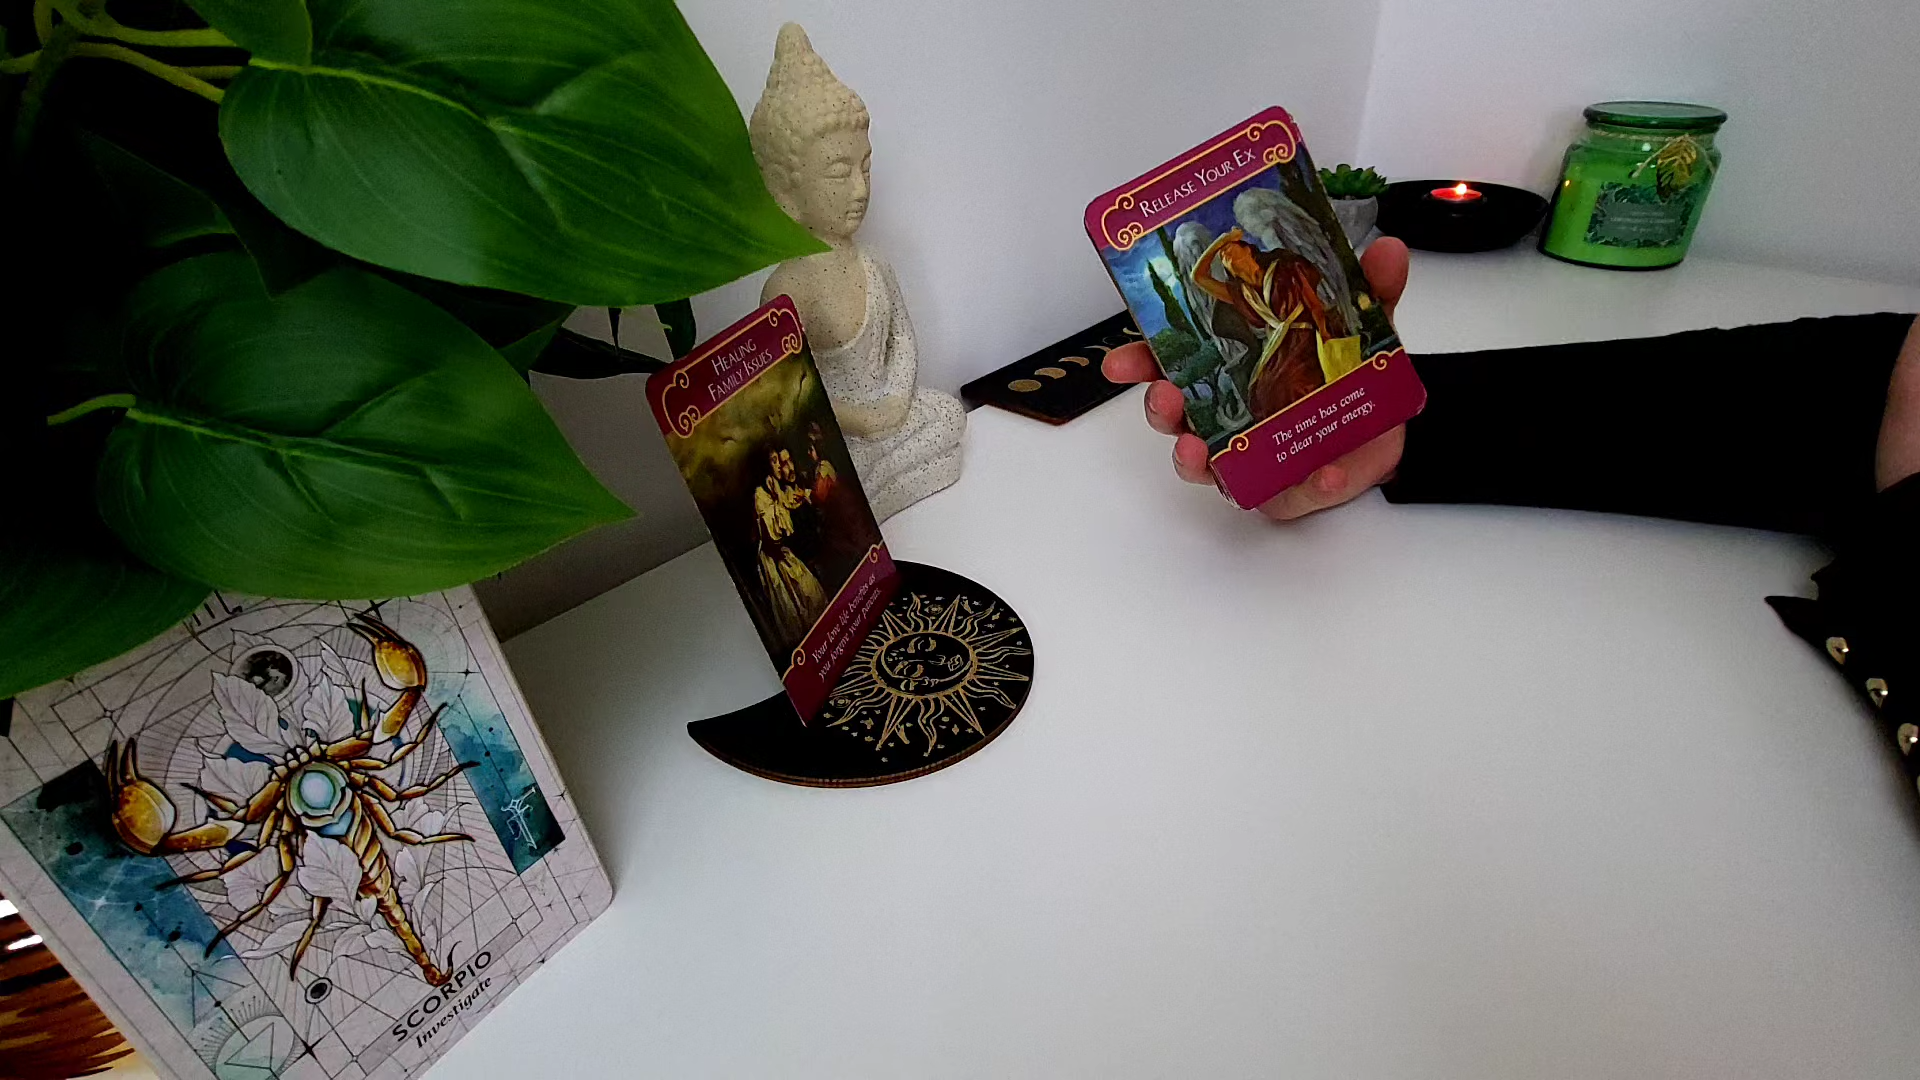 RELEASE YOUR EX
The time has come
to clear your energy.
HEALING
FAMILY ISSUES
Your love life benefits as
you forgive your parents.
SCORPIO
Investigate